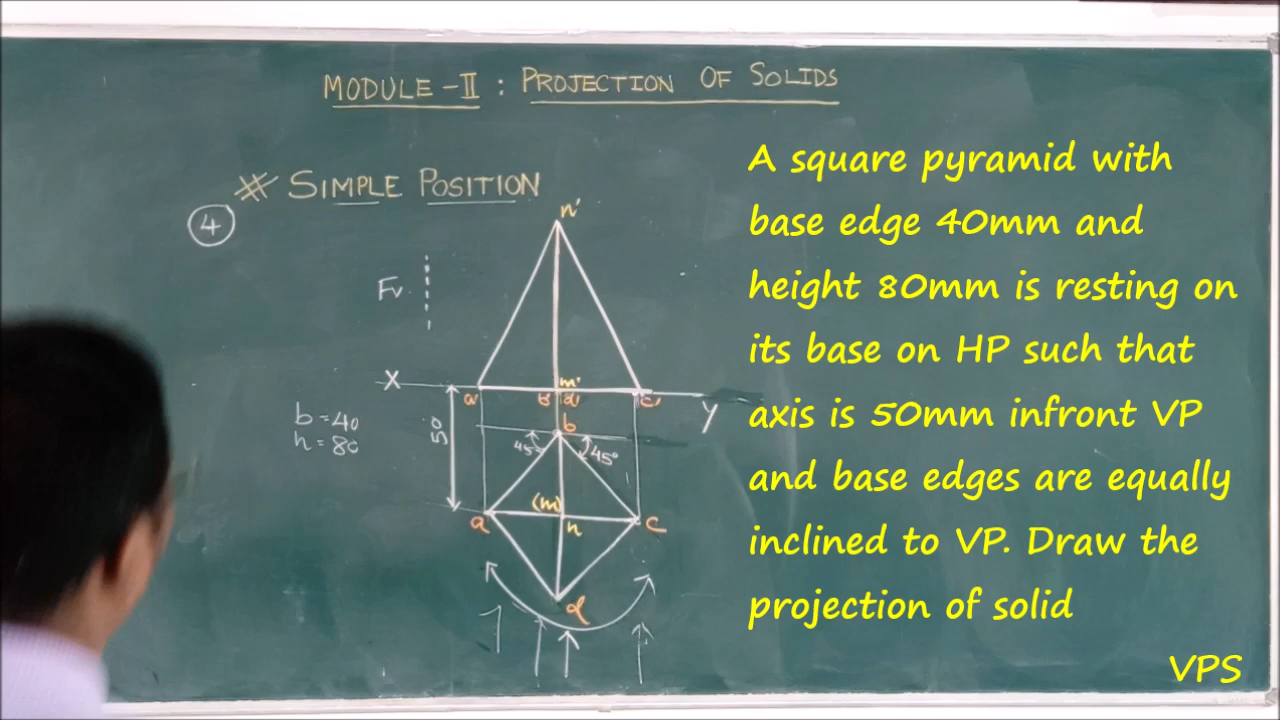 MODULE - II : PROJECTION OF SOLIDS
# SIMPLE POSITION
4
n'
Fv.
X
m'
a' b' d' c'
y
b = 40
h = 80
50
b
45° 45°
(m)
a n c
d
A square pyramid with
base edge 40mm and
height 80mm is resting on
its base on HP such that
axis is 50mm infront VP
and base edges are equally
inclined to VP. Draw the
projection of solid
VPS